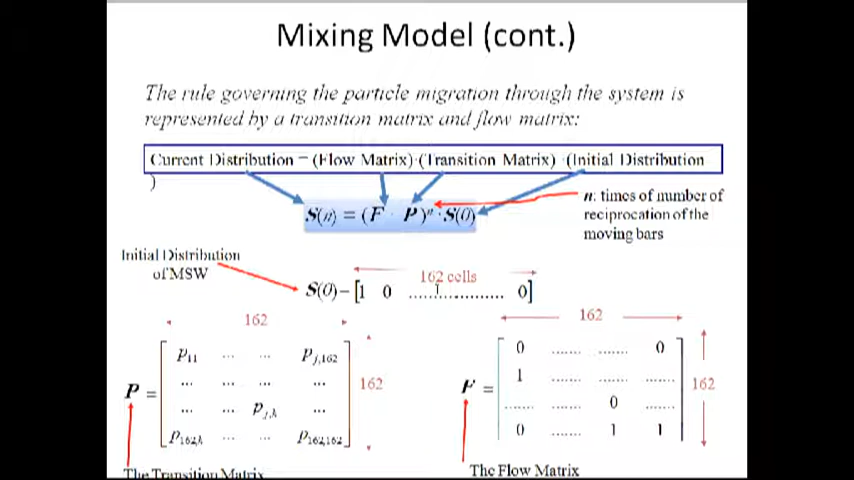 Mixing Model (cont.)
The rule governing the particle migration through the system is
represented by a transition matrix and flow matrix:
Current Distribution = (Flow Matrix)·(Transition Matrix) ·(Initial Distribution
)
S(n) = (F · P)ⁿ · S(0)
n: times of number of
reciprocation of the
moving bars
Initial Distribution
of MSW
162 cells
S(0)=[1 0 ........................ 0]
162
162
P = [p₁₁ ... ... pⱼ,₁₆₂
... ... ... ...
... ... pⱼ,ₖ ...
p₁₆₂,ₖ ... ... p₁₆₂,₁₆₂]
162
F = [0 ....... ....... 0
1 ....... ....... .......
....... ....... 0 .......
0 ....... 1 1]
162
The Transition Matrix
The Flow Matrix